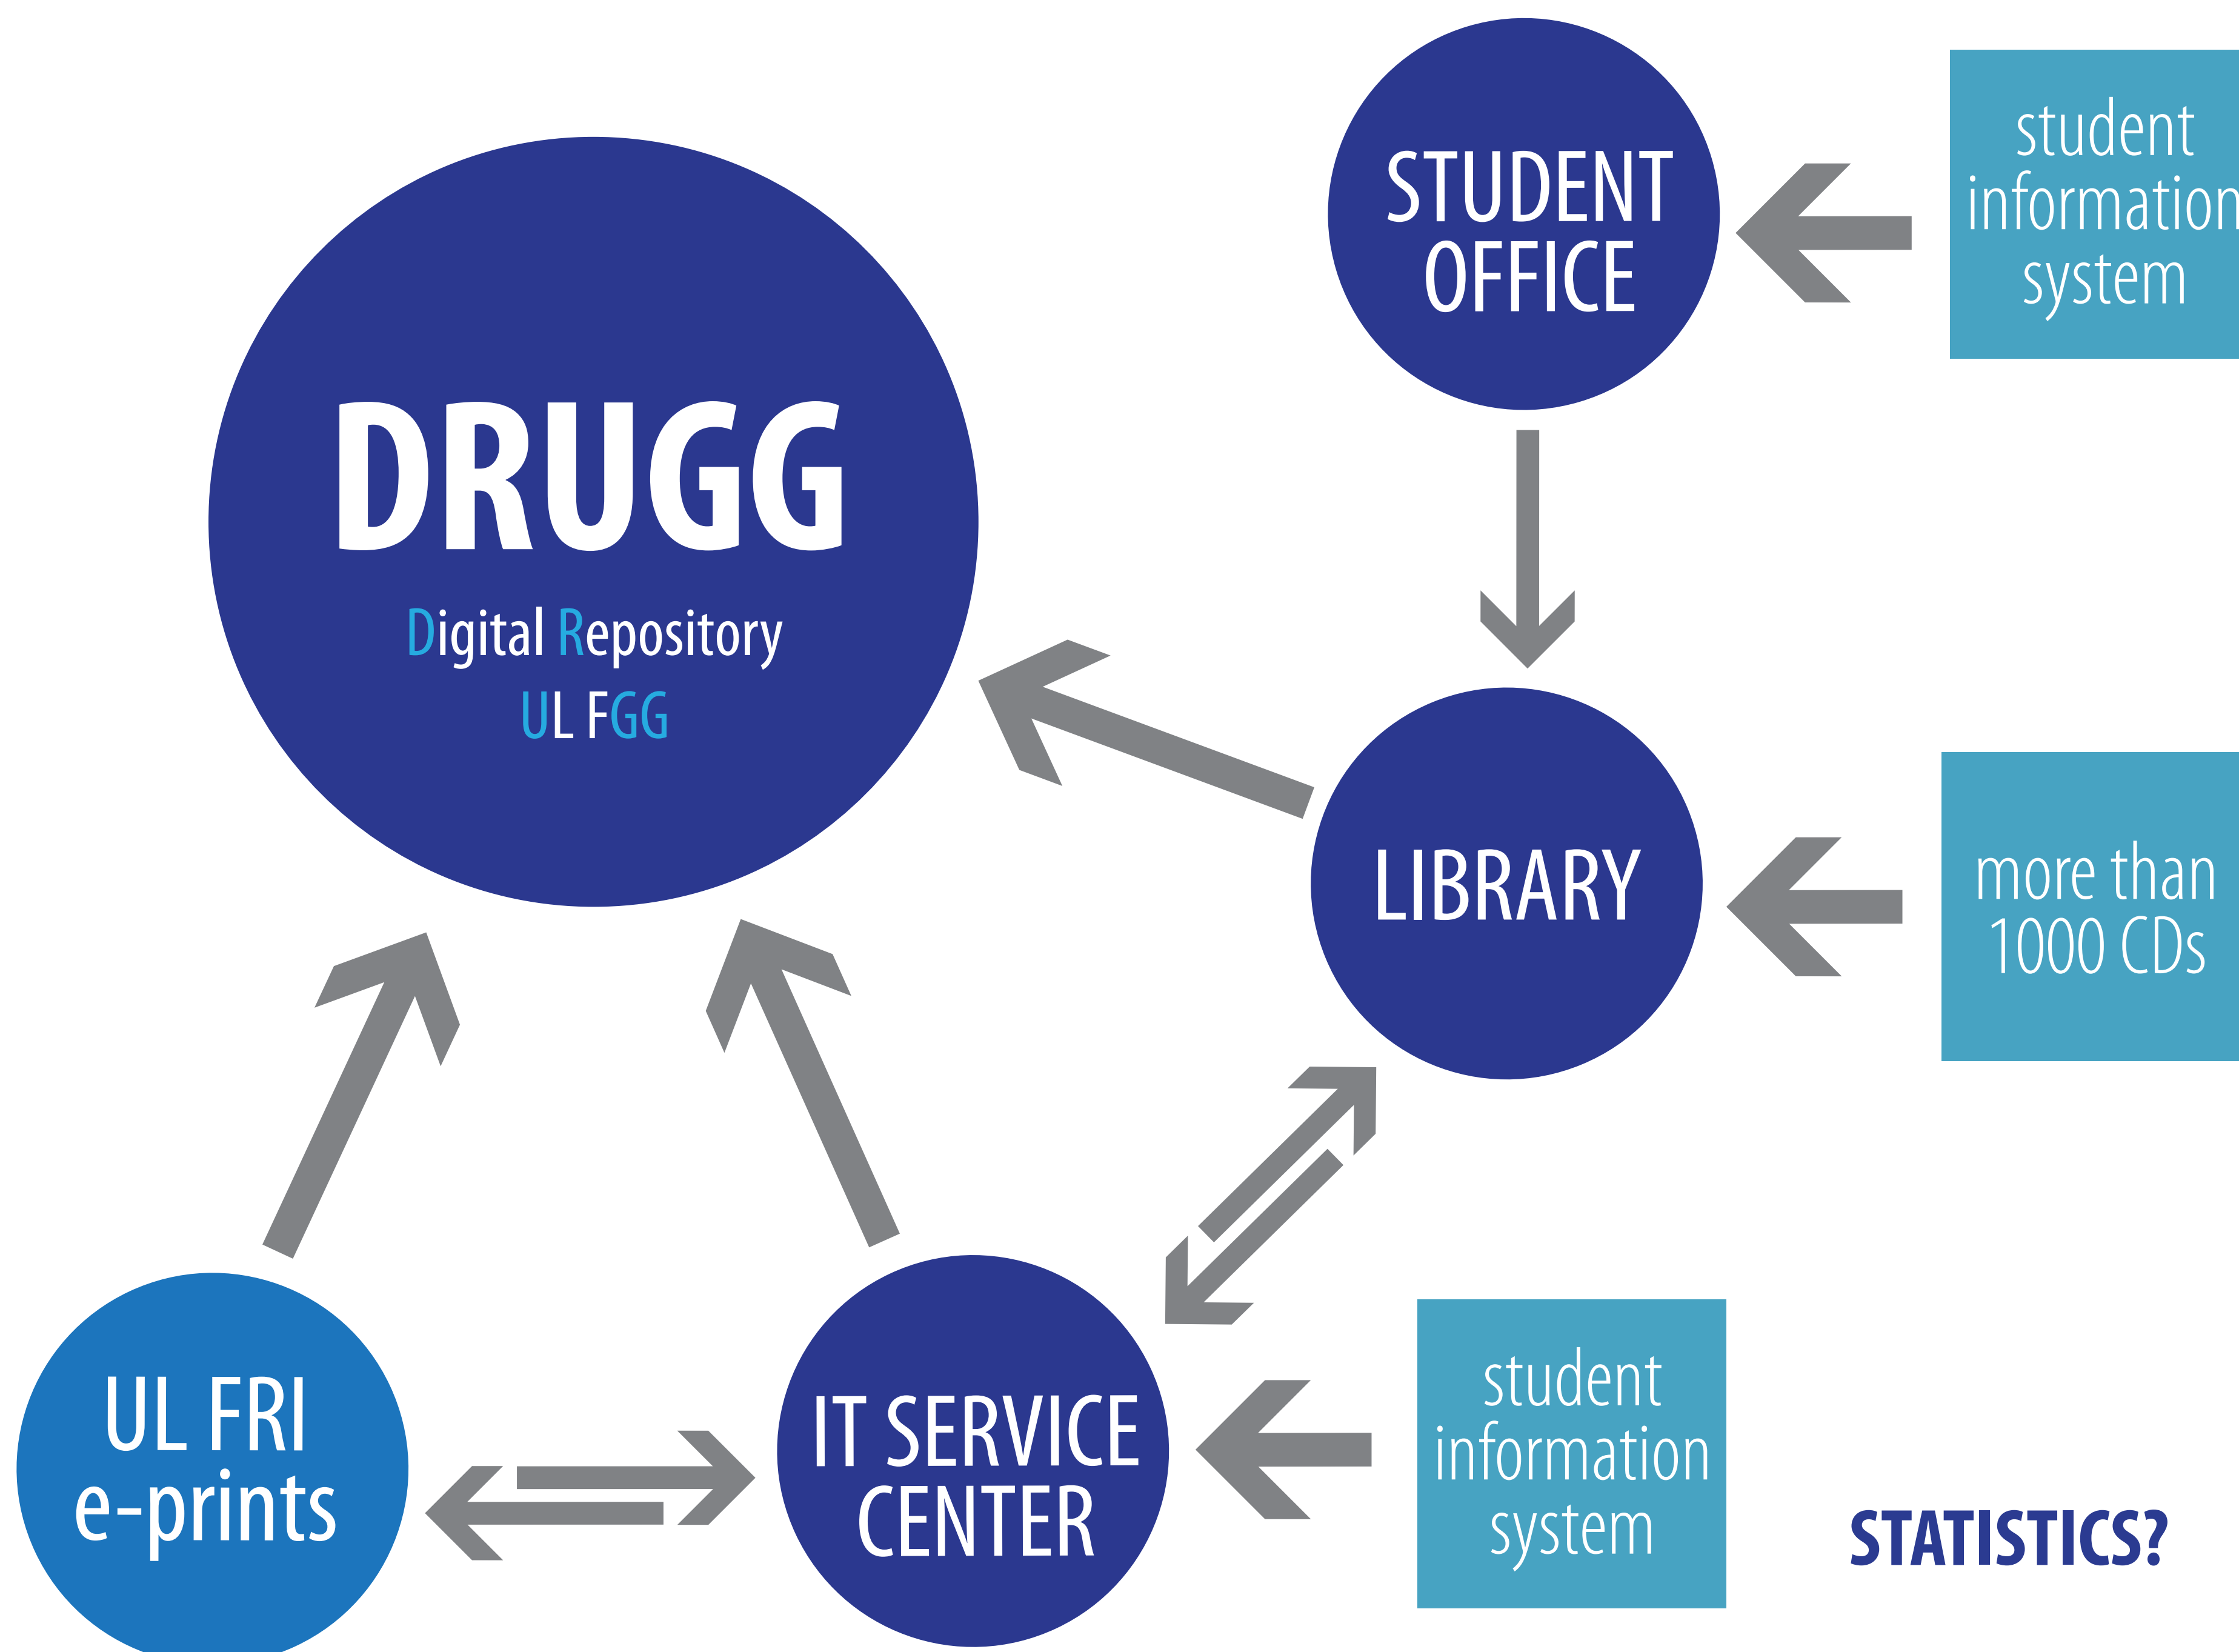 STUDENT
OFFICE
student
information
system
DRUGG
Digital Repository
UL FGG
LIBRARY
more than
1000 CDs
UL FRI
e-prints
IT SERVICE
CENTER
student
information
system
STATISTICS?